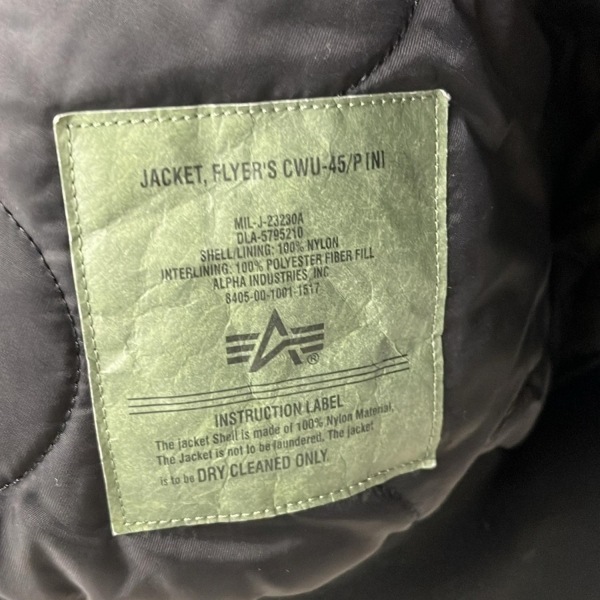 JACKET, FLYER'S CWU-45/P [N]
MIL-J-23230A
DLA-5795210
SHELL/LINING: 100% NYLON
INTERLINING: 100% POLYESTER FIBER FILL
ALPHA INDUSTRIES, INC
8405-00-1001-1517
®
INSTRUCTION LABEL
The jacket Shell is made of 100% Nylon Material.
The Jacket is not to be laundered. The jacket
is to be DRY CLEANED ONLY.